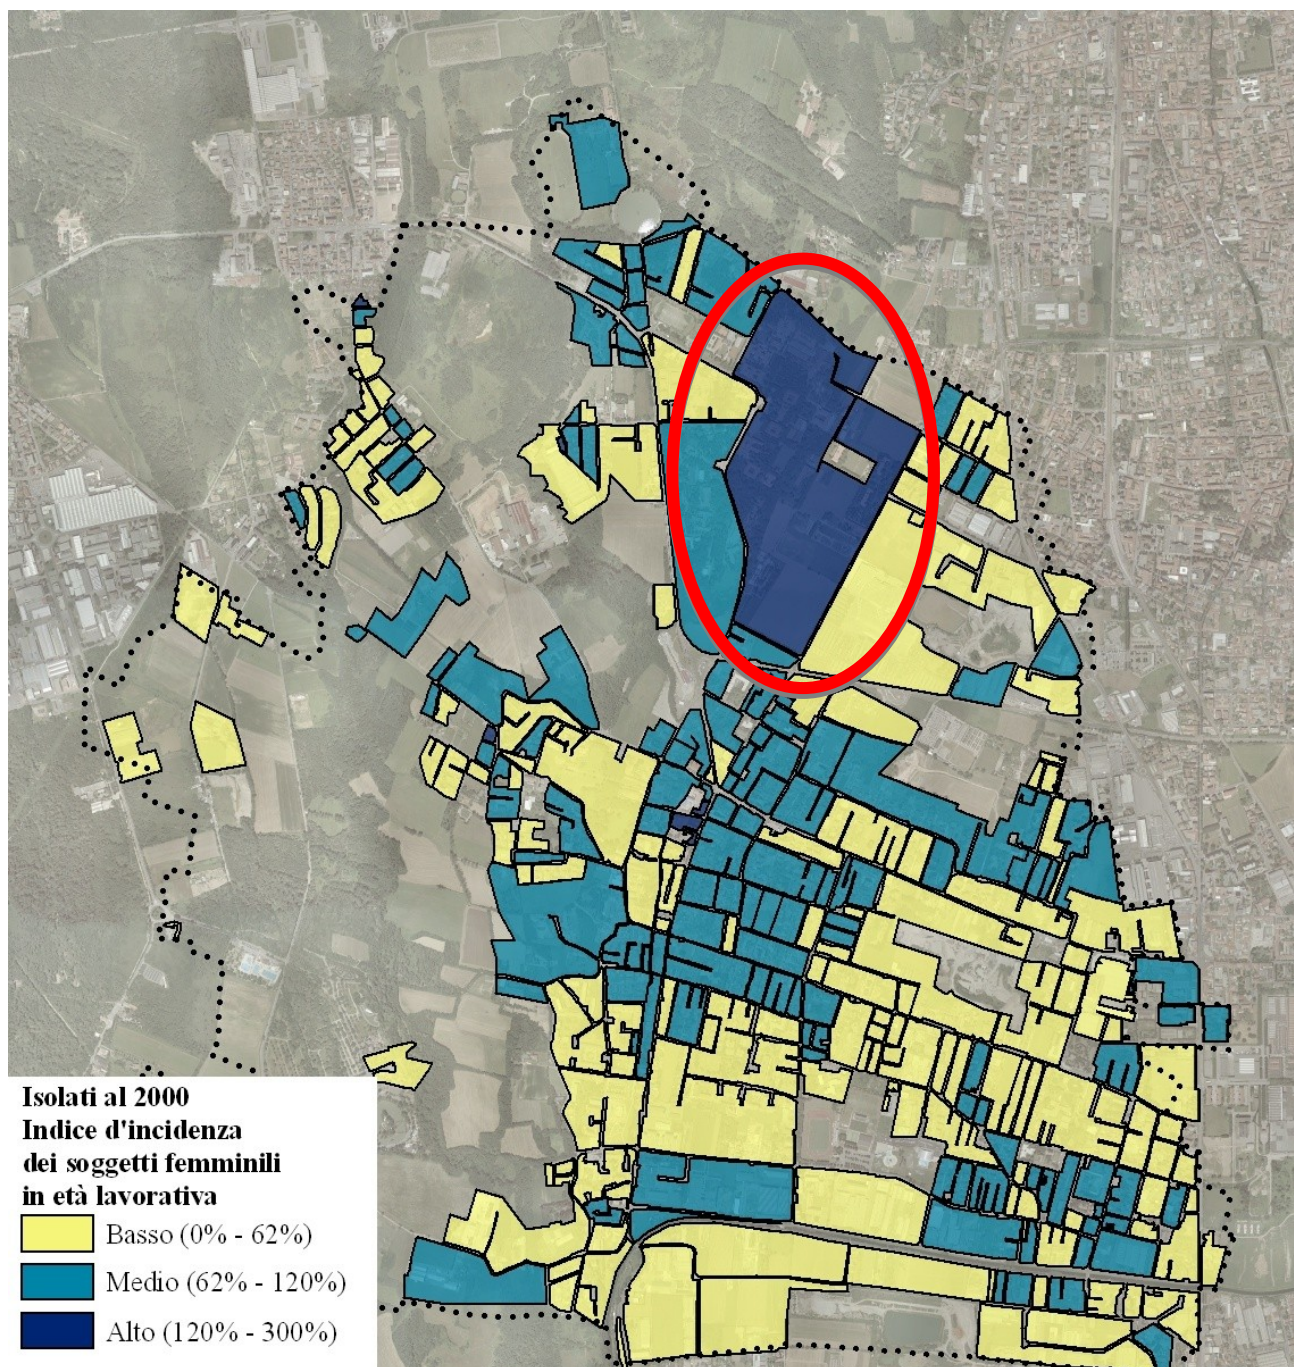 Isolati al 2000
Indice d'incidenza
dei soggetti femminili
in età lavorativa
Basso (0% - 62%)
Medio (62% - 120%)
Alto (120% - 300%)